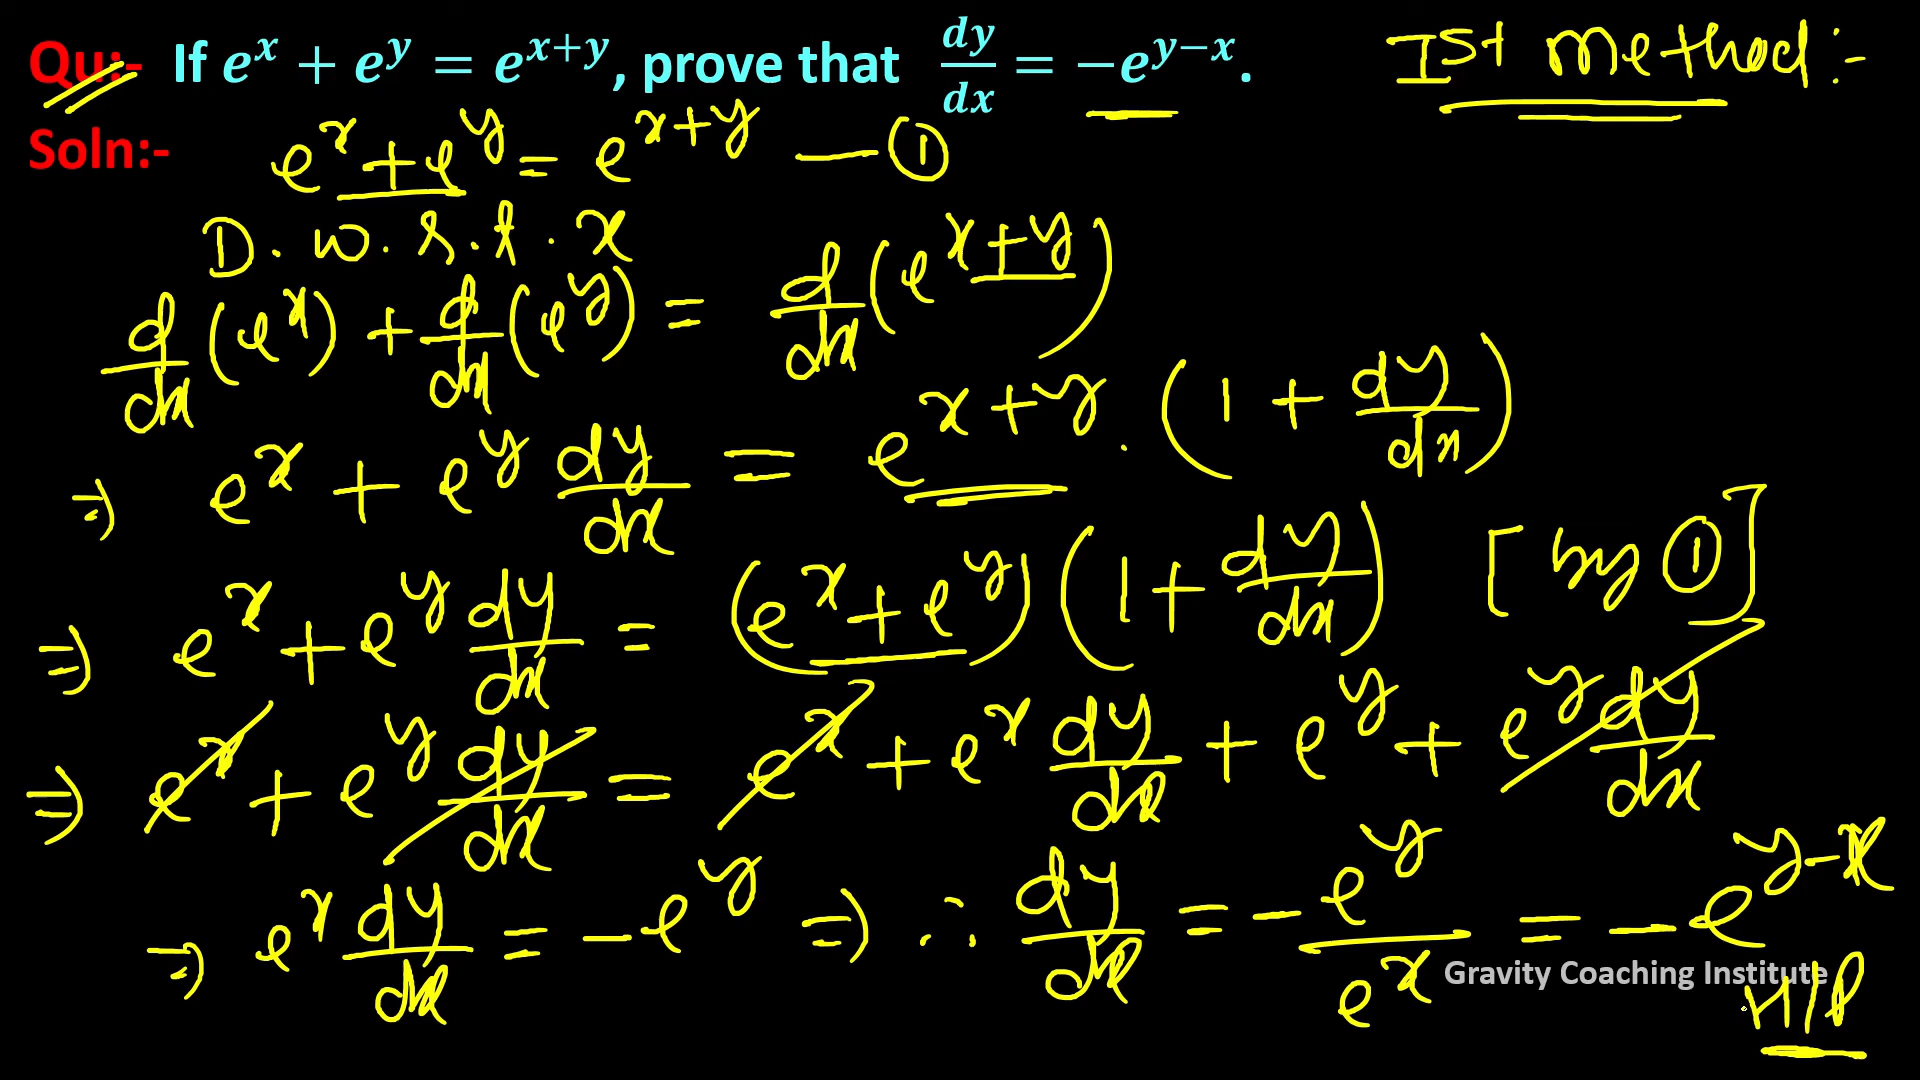 Qu:- If e^x + e^y = e^{x+y}, prove that dy/dx = -e^{y-x}. Ist method:-
Soln:- e^x + e^y = e^{x+y} — ①
D.w.r.t.x
d/dx (e^x) + d/dx (e^y) = d/dx (e^{x+y})
⇒ e^x + e^y dy/dx = e^{x+y} . (1 + dy/dx)
⇒ e^x + e^y dy/dx = (e^x + e^y) (1 + dy/dx) [by ①]
⇒ e^x + e^y dy/dx = e^x + e^x dy/dx + e^y + e^y dy/dx
⇒ e^x dy/dx = -e^y ⇒ ∴ dy/dx = -e^y/e^x = -e^{y-x}
Gravity Coaching Institute
H/P